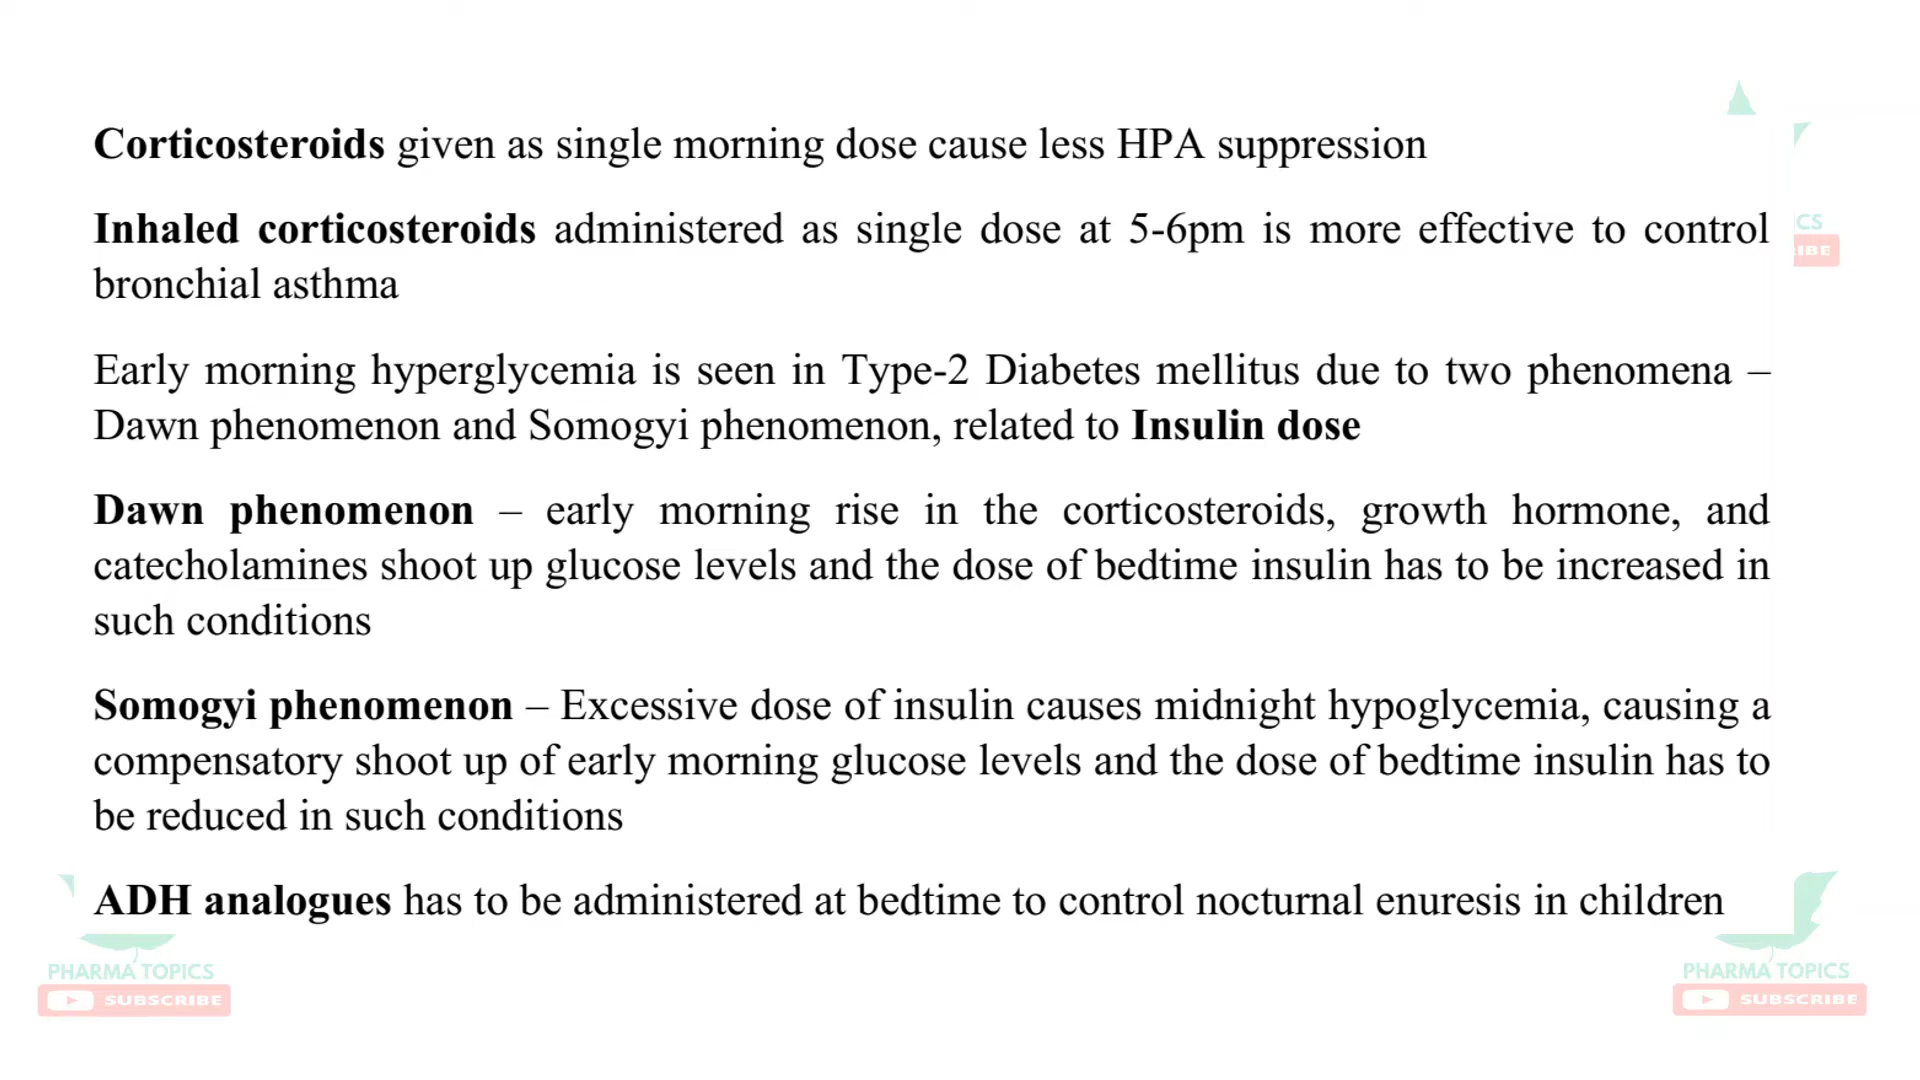 Corticosteroids given as single morning dose cause less HPA suppression
Inhaled corticosteroids administered as single dose at 5-6pm is more effective to control
bronchial asthma
Early morning hyperglycemia is seen in Type-2 Diabetes mellitus due to two phenomena –
Dawn phenomenon and Somogyi phenomenon, related to Insulin dose
Dawn phenomenon – early morning rise in the corticosteroids, growth hormone, and
catecholamines shoot up glucose levels and the dose of bedtime insulin has to be increased in
such conditions
Somogyi phenomenon – Excessive dose of insulin causes midnight hypoglycemia, causing a
compensatory shoot up of early morning glucose levels and the dose of bedtime insulin has to
be reduced in such conditions
ADH analogues has to be administered at bedtime to control nocturnal enuresis in children
CS
IBE
PHARMA TOPICS
SUBSCRIBE
PHARMA TOPICS
SUBSCRIBE